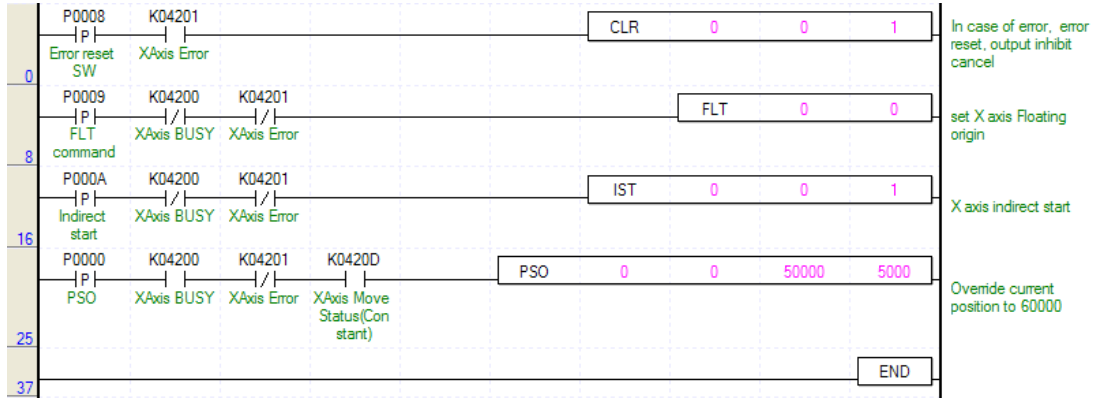 P0008 K04201
P CLR 0 0 1
Error reset SW
XAxis Error
In case of error, error
reset, output inhibit
cancel
0
P0009 K04200 K04201
P FLT 0 0
FLT command
XAxis BUSY XAxis Error
set X axis Floating
origin
8
P000A K04200 K04201
P IST 0 0 1
Indirect start
XAxis BUSY XAxis Error
X axis indirect start
16
P0000 K04200 K04201 K0420D
P PSO 0 0 50000 5000
PSO XAxis BUSY XAxis Error XAxis Move
Status(Con
stant)
Override current
position to 60000
25
END
37